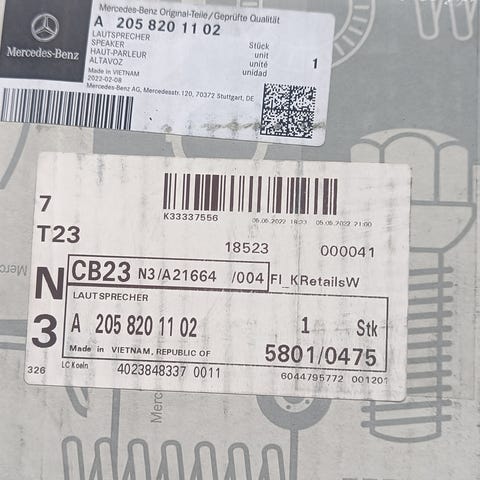 Mercedes-Benz Original-Teile/Geprüfte Qualität
A 205 820 11 02
LAUTSPRECHER
SPEAKER
HAUT-PARLEUR
ALTAVOZ
Stück
unit
unité
unidad
1
Made in VIETNAM
2022-02-08
Mercedes-Benz AG, Mercedesstr.120, 70372 Stuttgart, DE
Mercedes-Benz
7
K33337556
T23
18523 000041
N
3
CB23 N3/A21664 /004 FI_KRetailsW
LAUTSPRECHER
A 205 820 11 02 1 Stk
Made in VIETNAM, REPUBLIC OF 5801/0475
326 LC Koeln 4023848337 0011 6044795772 001201
Merc